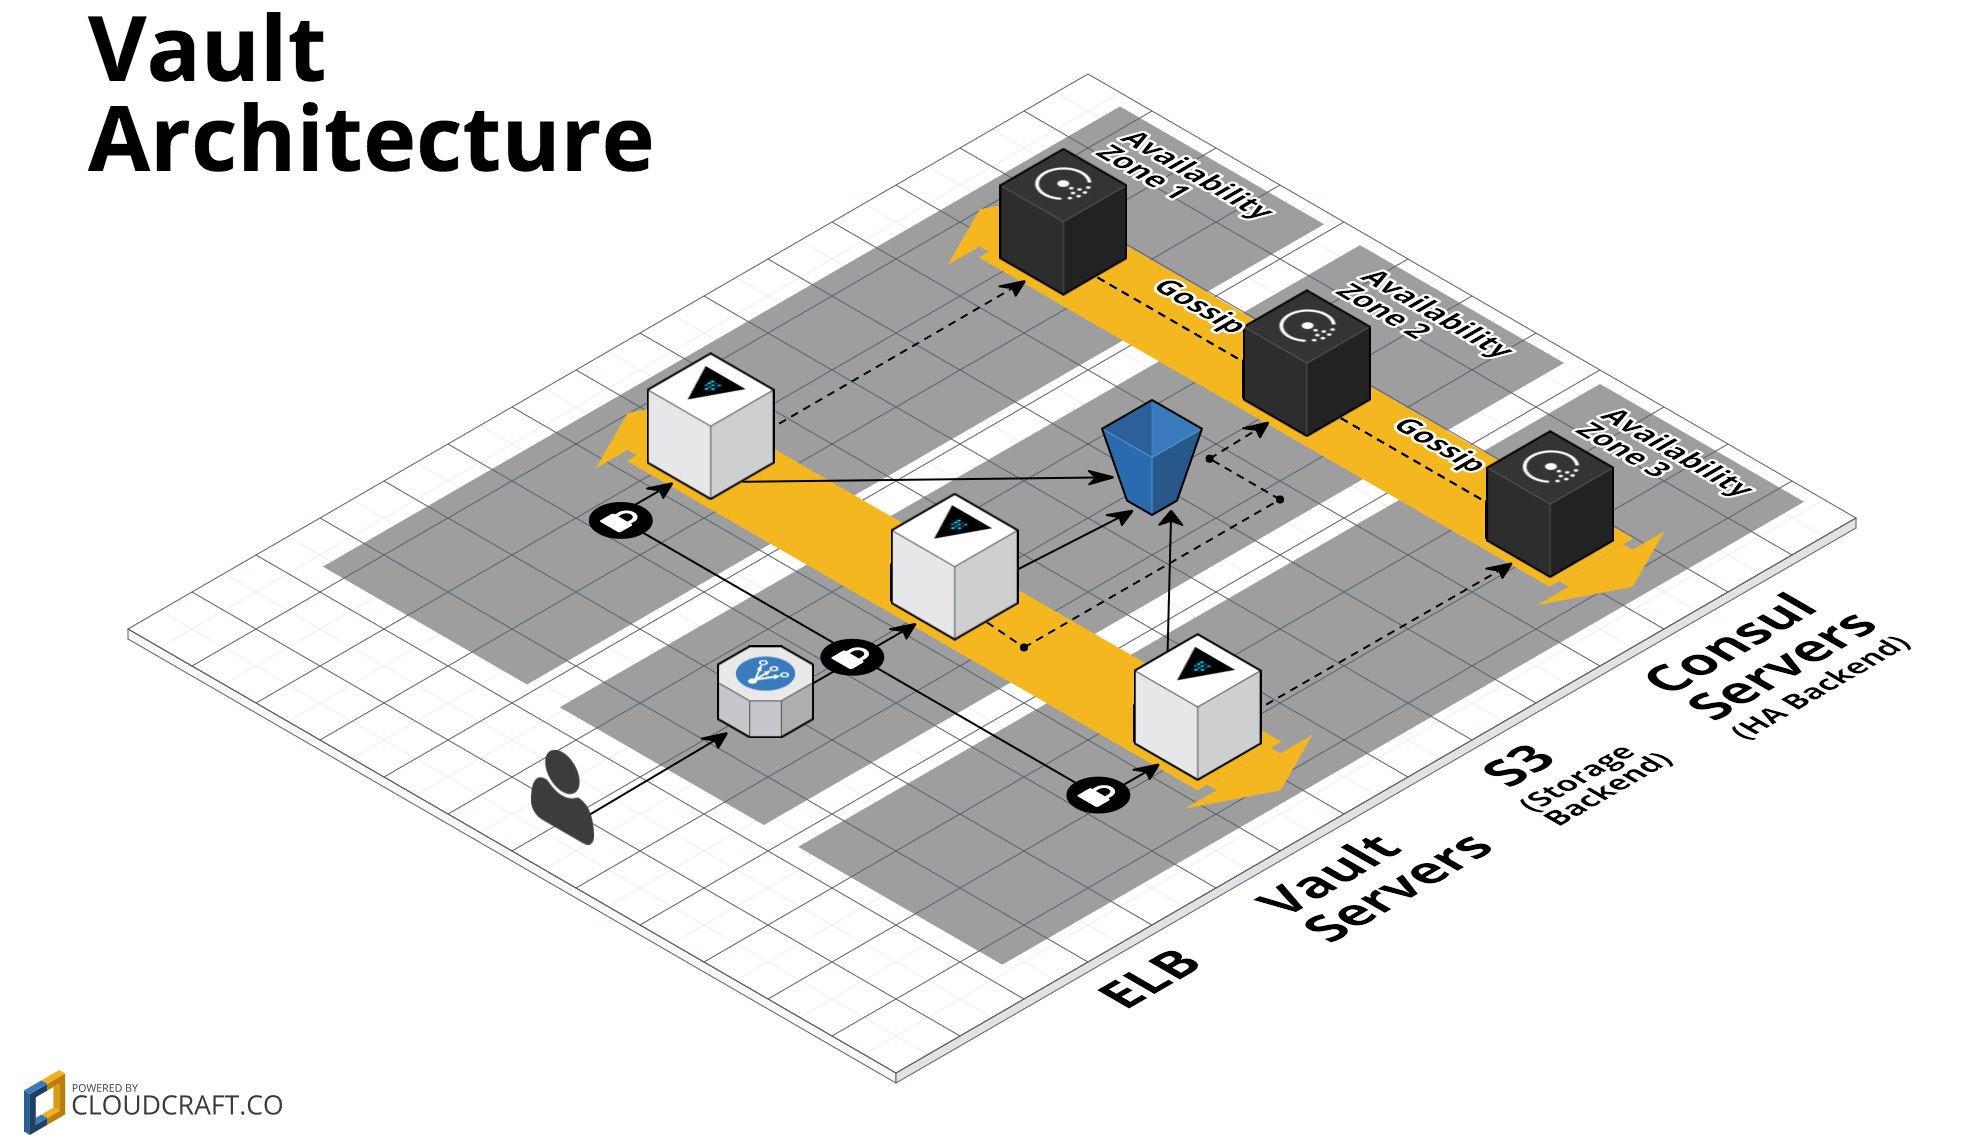 Vault
Architecture
Availability
Zone 1
Gossip
Availability
Zone 2
Gossip
Availability
Zone 3
Consul
Servers
(HA Backend)
S3
(Storage
Backend)
Vault
Servers
ELB
POWERED BY
CLOUDCRAFT.CO